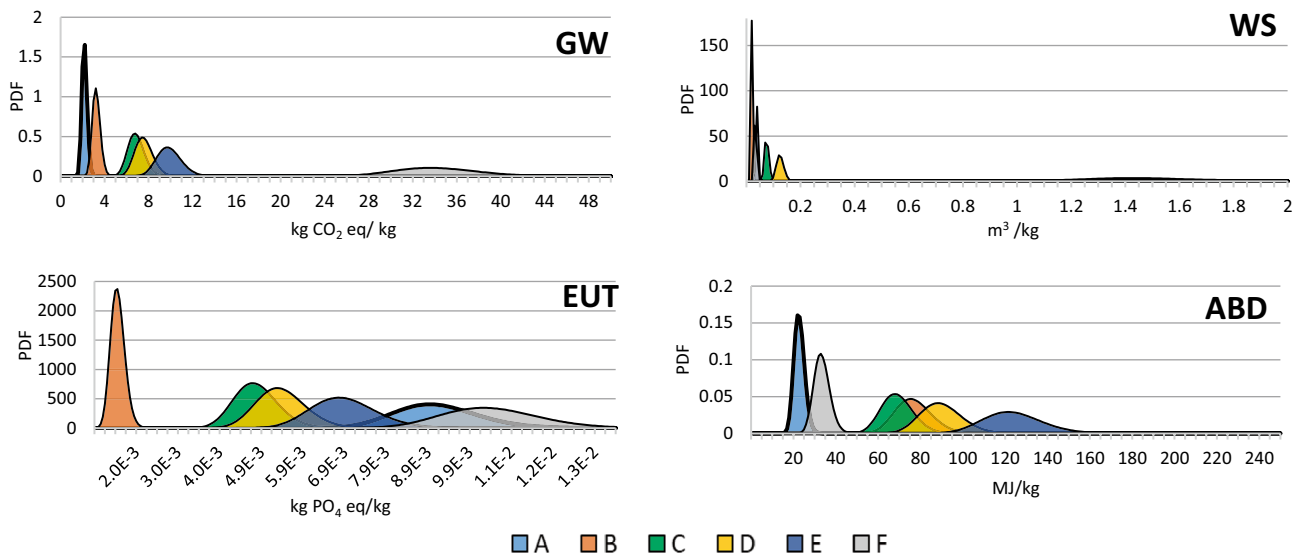 GW
PDF
2
1.5
1
0.5
0
0 4 8 12 16 20 24 28 32 36 40 44 48
kg CO2 eq/ kg
WS
PDF
150
100
50
0
0.2 0.4 0.6 0.8 1 1.2 1.4 1.6 1.8 2
m³ /kg
EUT
PDF
2500
2000
1500
1000
500
0
2.0E-3 3.0E-3 4.0E-3 4.9E-3 5.9E-3 6.9E-3 7.9E-3 8.9E-3 9.9E-3 1.1E-2 1.2E-2 1.3E-2
kg PO4 eq/kg
ABD
PDF
0.2
0.15
0.1
0.05
0
20 40 60 80 100 120 140 160 180 200 220 240
MJ/kg
A B C D E F